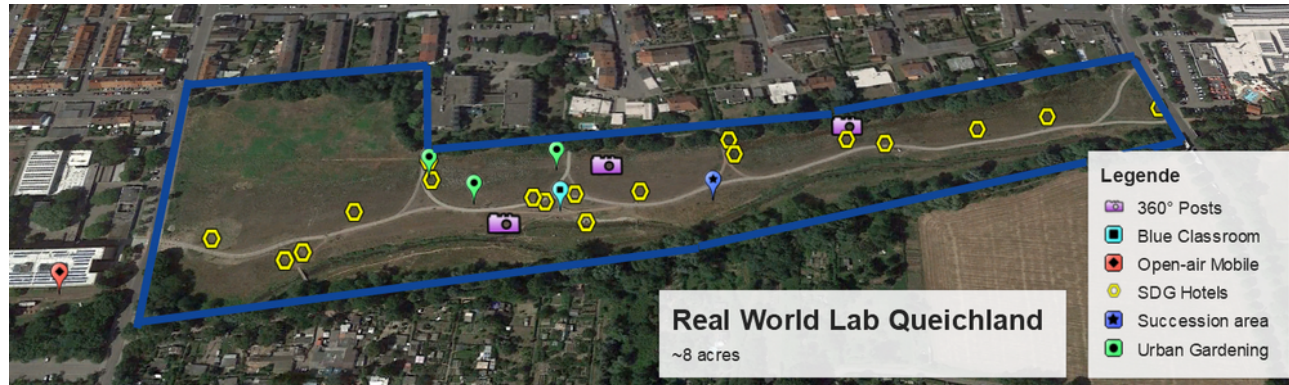 Legende
360° Posts
Blue Classroom
Open-air Mobile
SDG Hotels
Succession area
Urban Gardening
Real World Lab Queichland
~8 acres